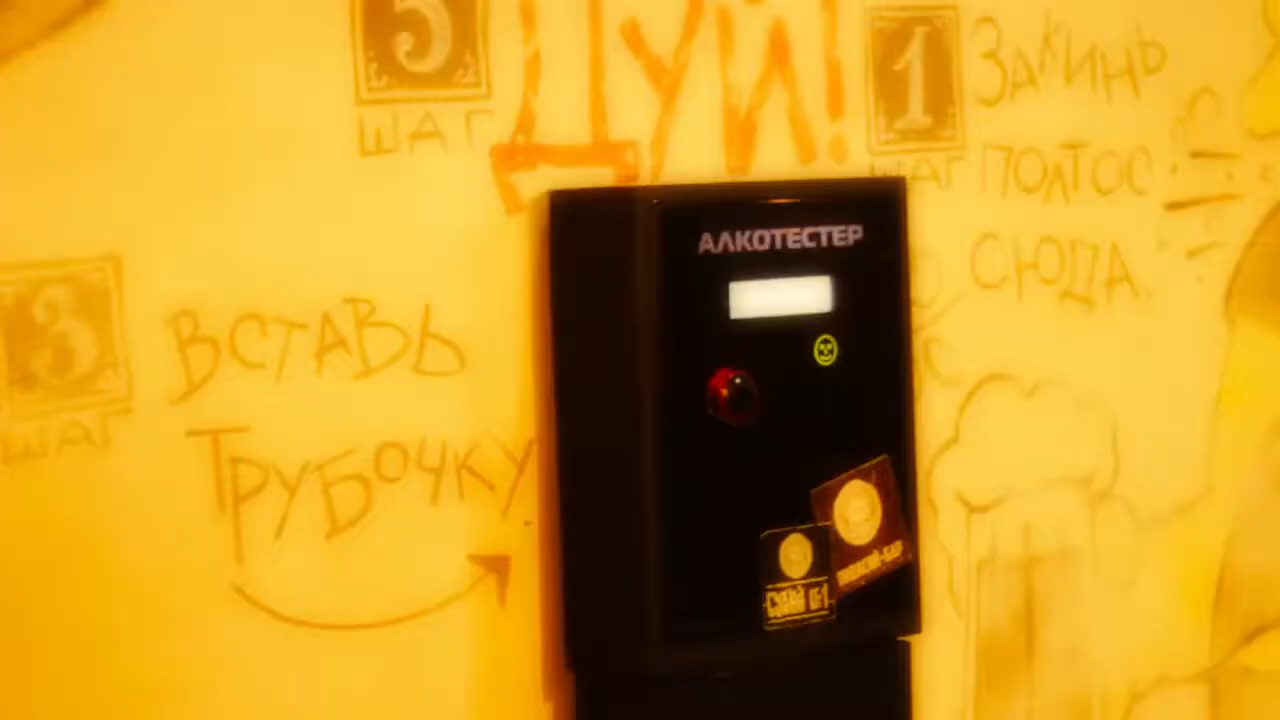 5
ШАГ
ДУЙ!
1
ШАГ
ЗАКИНЬ
ПОЛТОС
СЮДА.
АЛКОТЕСТЕР
3
ШАГ
ВСТАВЬ
ТРУБОЧКУ